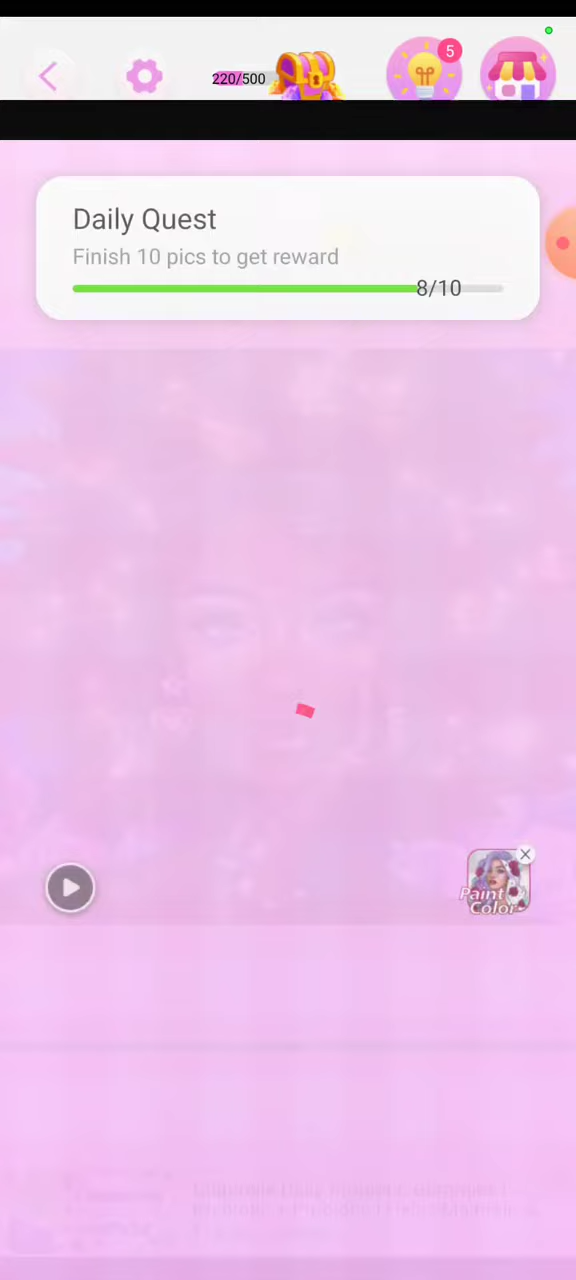 220/500
5
Daily Quest
Finish 10 pics to get reward
8/10
Paint
Color